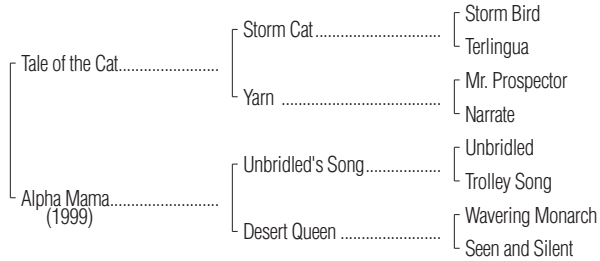 Storm Bird
Storm Cat
Terlingua
Tale of the Cat
Mr. Prospector
Yarn
Narrate
Unbridled
Unbridled's Song
Trolley Song
Alpha Mama
(1999)
Wavering Monarch
Desert Queen
Seen and Silent